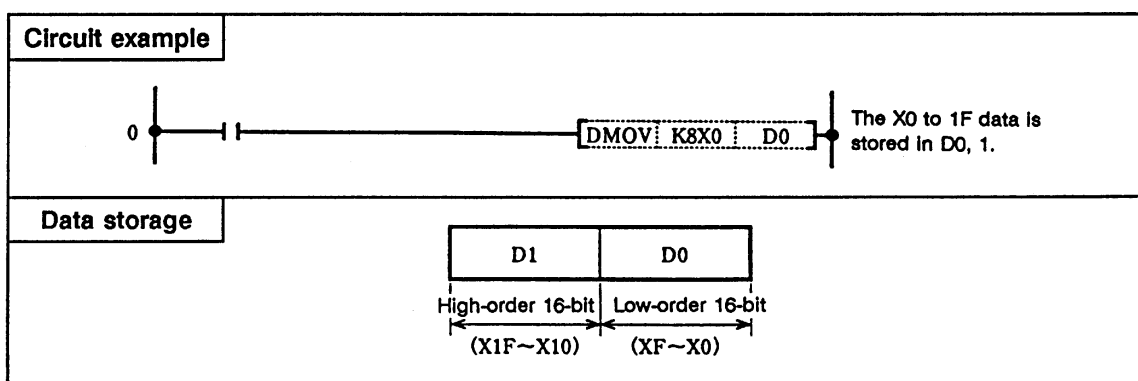 Circuit example
0
DMOV K8X0 D0
The X0 to 1F data is
stored in D0, 1.
Data storage
D1 D0
High-order 16-bit Low-order 16-bit
(X1F~X10) (XF~X0)